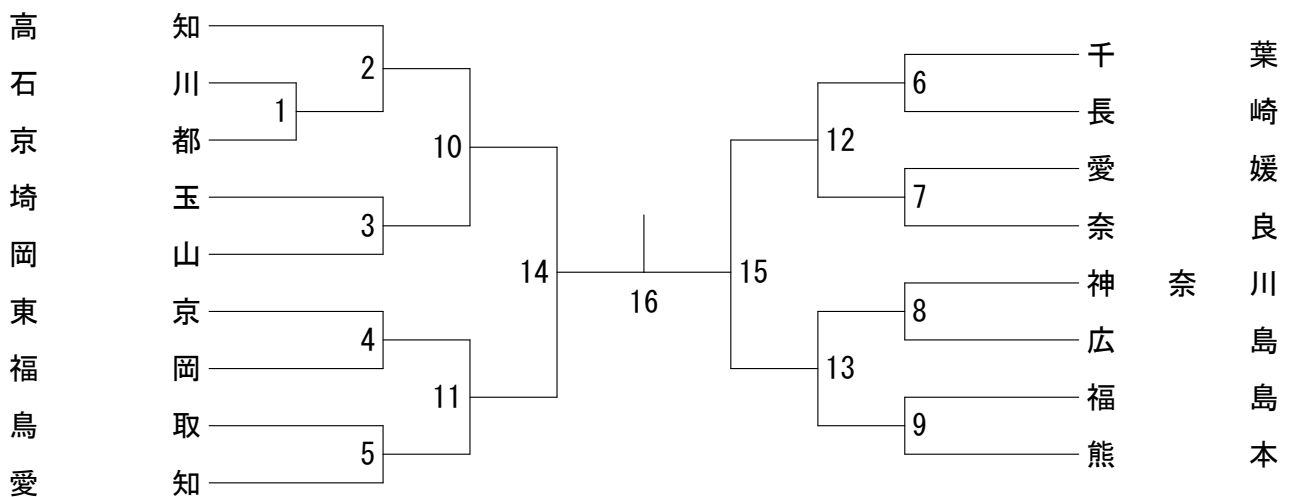 高知
石川
京都
埼玉
岡山
東京
福岡
鳥取
愛知
1
2
3
4
5
10
11
14
16
15
12
13
6
7
8
9
千葉
長崎
愛媛
奈良
神奈川
広島
福島
熊本